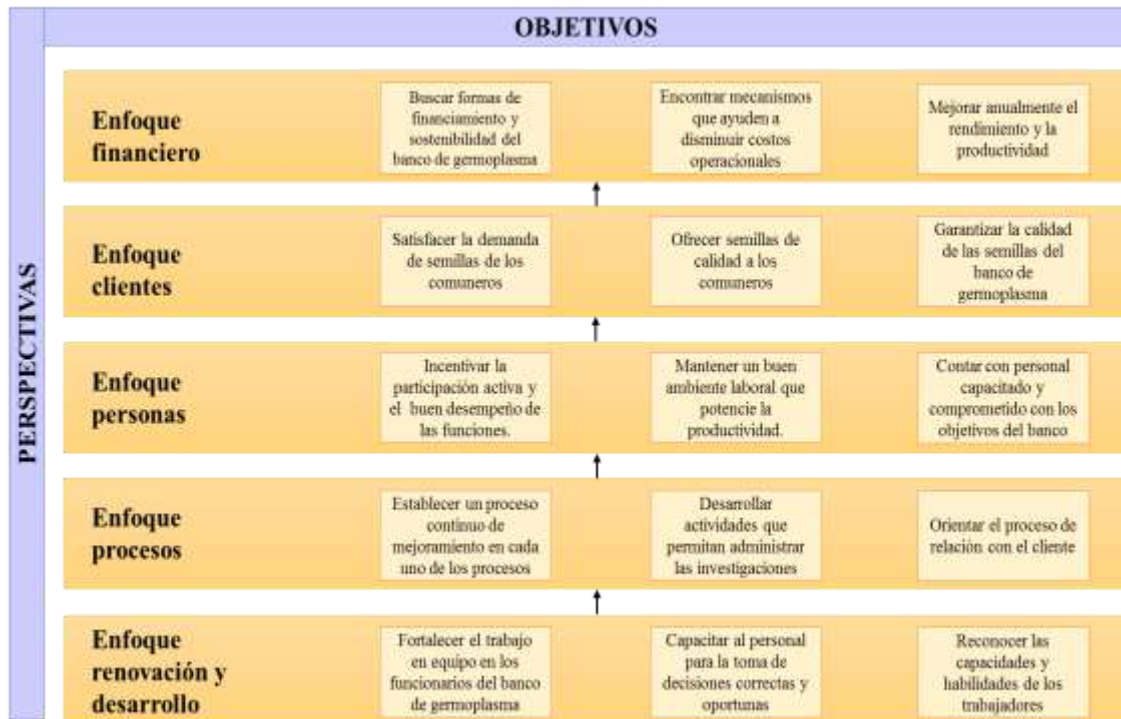 OBJETIVOS
PERSPECTIVAS
Enfoque
financiero
Buscar formas de
financiamiento y
sostenibilidad del
banco de germoplasma
Encontrar mecanismos
que ayuden a
disminuir costos
operacionales
Mejorar anualmente el
rendimiento y la
productividad
Enfoque
clientes
Satisfacer la demanda
de semillas de los
comuneros
Ofrecer semillas de
calidad a los
comuneros
Garantizar la calidad
de las semillas del
banco de
germoplasma
Enfoque
personas
Incentivar la
participación activa y
el buen desempeño de
las funciones.
Mantener un buen
ambiente laboral que
potencie la
productividad.
Contar con personal
capacitado y
comprometido con los
objetivos del banco
Enfoque
procesos
Establecer un proceso
continuo de
mejoramiento en cada
uno de los procesos
Desarrollar
actividades que
permitan administrar
las investigaciones
Orientar el proceso de
relación con el cliente
Enfoque
renovación y
desarrollo
Fortalecer el trabajo
en equipo en los
funcionarios del banco
de germoplasma
Capacitar al personal
para la toma de
decisiones correctas y
oportunas
Reconocer las
capacidades y
habilidades de los
trabajadores